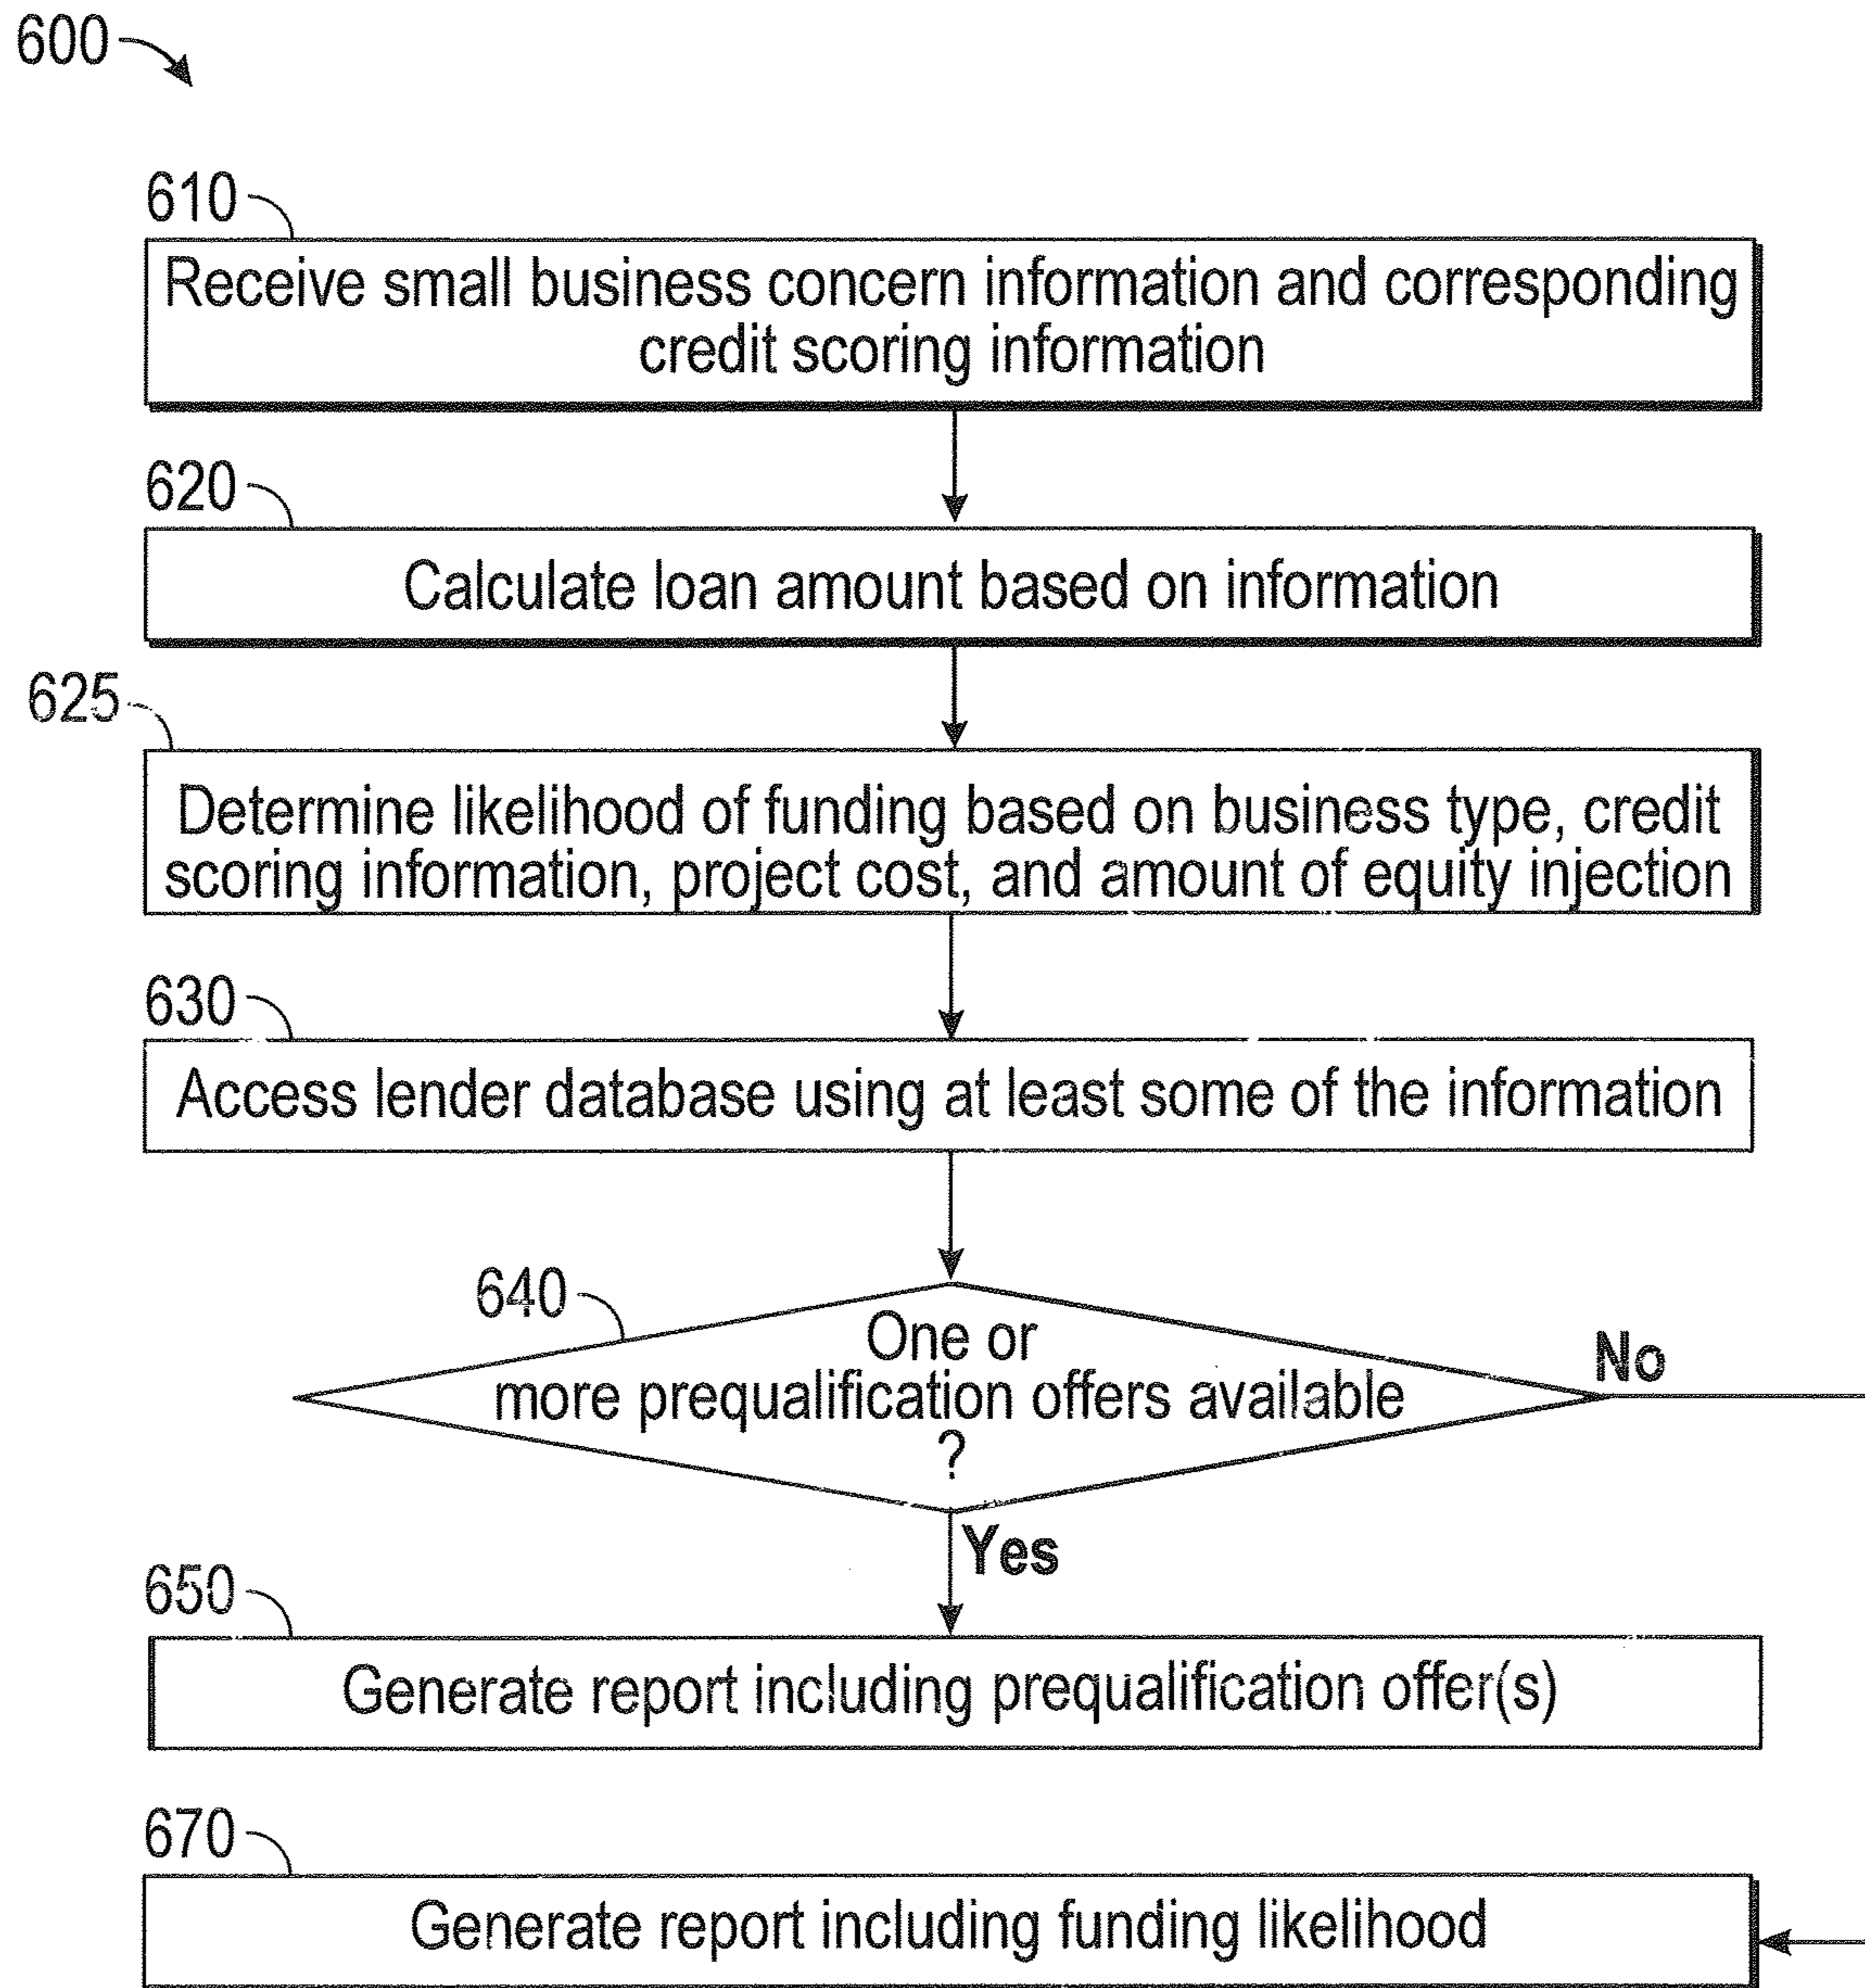 600
610
Receive small business concern information and corresponding
credit scoring information
620
Calculate loan amount based on information
625
Determine likelihood of funding based on business type, credit
scoring information, project cost, and amount of equity injection
630
Access lender database using at least some of the information
640
One or
more prequalification offers available
?
No
Yes
650
Generate report including prequalification offer(s)
670
Generate report including funding likelihood